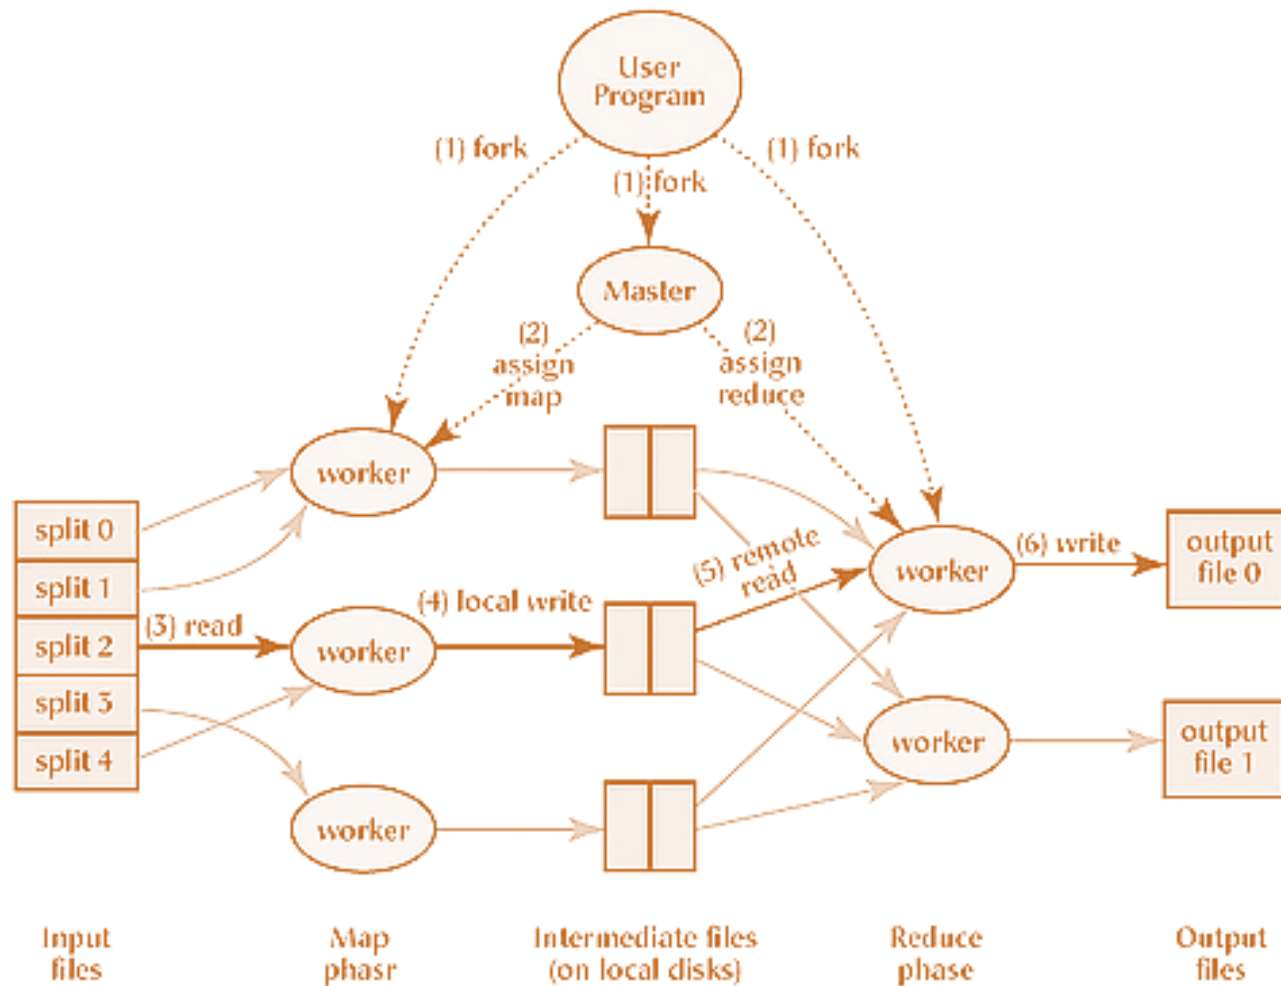 User
Program
(1) fork
(1) fork
(1) fork
Master
(2)
assign
map
(2)
assign
reduce
worker
split 0
split 1
split 2
split 3
split 4
(3) read
worker
(4) local write
worker
(5) remote
read
worker
(6) write
output
file 0
worker
output
file 1
Input
files
Map
phasr
Intermediate files
(on local disks)
Reduce
phase
Output
files